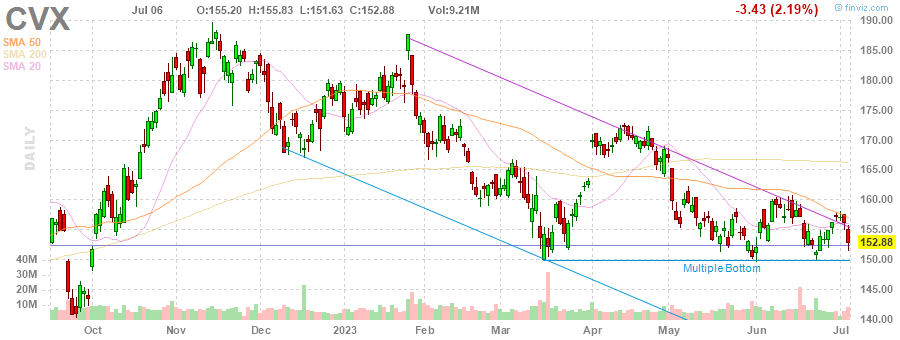 CVX Jul 06 O:155.20 H:155.83 L:151.63 C:152.88 Vol:9.21M -3.43 (2.19%) © finviz.com
SMA 50
SMA 200
SMA 20
DAILY
190.00
185.00
180.00
175.00
170.00
165.00
160.00
155.00
152.88
150.00
145.00
140.00
40M
30M
20M
10M
Multiple Bottom
Oct Nov Dec 2023 Feb Mar Apr May Jun Jul